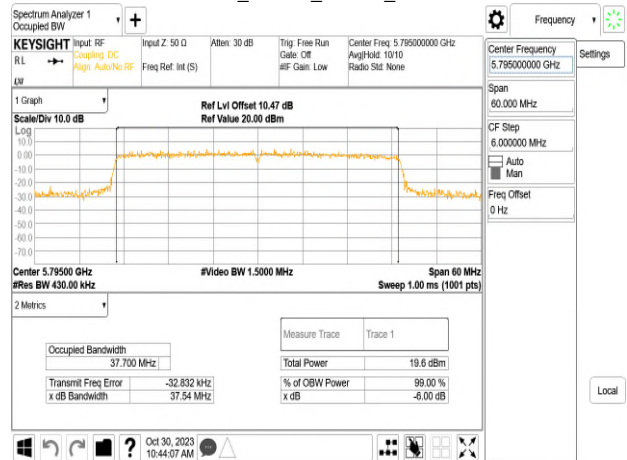 Spectrum Analyzer 1
Occupied BW
+
Frequency
KEYSIGHT
Input: RF
Coupling: DC
Align: Auto/No RF
Input Z: 50 Ω
Freq Ref: Int (S)
Atten: 30 dB
Trig: Free Run
Gate: Off
#IF Gain: Low
Center Freq: 5.795000000 GHz
Avg|Hold: 10/10
Radio Std: None
R L
LXI
Center Frequency
5.795000000 GHz
Settings
Span
60.000 MHz
CF Step
6.000000 MHz
Auto
Man
Freq Offset
0 Hz
Local
1 Graph
Scale/Div 10.0 dB
Ref Lvl Offset 10.47 dB
Ref Value 20.00 dBm
Log
10.0
0.0
-10.0
-20.0
-30.0
-40.0
-50.0
-60.0
-70.0
Center 5.79500 GHz
#Video BW 1.5000 MHz
Span 60 MHz
#Res BW 430.00 kHz
Sweep 1.00 ms (1001 pts)
2 Metrics
Measure Trace
Trace 1
Occupied Bandwidth
37.700 MHz
Total Power
19.6 dBm
Transmit Freq Error
-32.832 kHz
% of OBW Power
99.00 %
x dB Bandwidth
37.54 MHz
x dB
-6.00 dB
?
Oct 30, 2023
10:44:07 AM